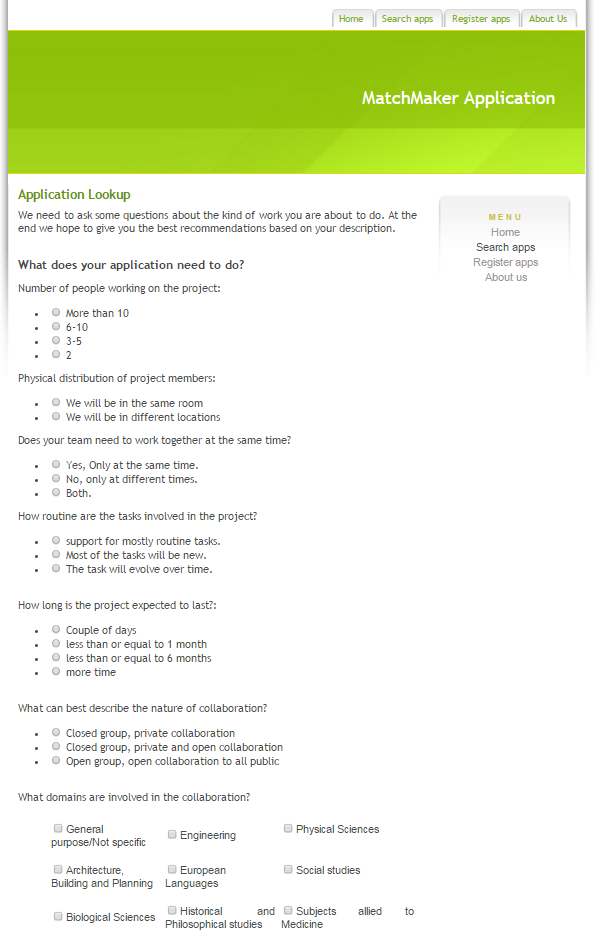 Home Search apps Register apps About Us
MatchMaker Application
Application Lookup
We need to ask some questions about the kind of work you are about to do. At the
end we hope to give you the best recommendations based on your description.
MENU
Home
Search apps
Register apps
About us
What does your application need to do?
Number of people working on the project:
More than 10
6-10
3-5
2
Physical distribution of project members:
We will be in the same room
We will be in different locations
Does your team need to work together at the same time?
Yes, Only at the same time.
No, only at different times.
Both.
How routine are the tasks involved in the project?
support for mostly routine tasks.
Most of the tasks will be new.
The task will evolve over time.
How long is the project expected to last?:
Couple of days
less than or equal to 1 month
less than or equal to 6 months
more time
What can best describe the nature of collaboration?
Closed group, private collaboration
Closed group, private and open collaboration
Open group, open collaboration to all public
What domains are involved in the collaboration?
General
purpose/Not specific
Engineering
Physical Sciences
Architecture,
Building and Planning
European
Languages
Social studies
Biological Sciences
Historical and
Philosophical studies
Subjects allied to
Medicine